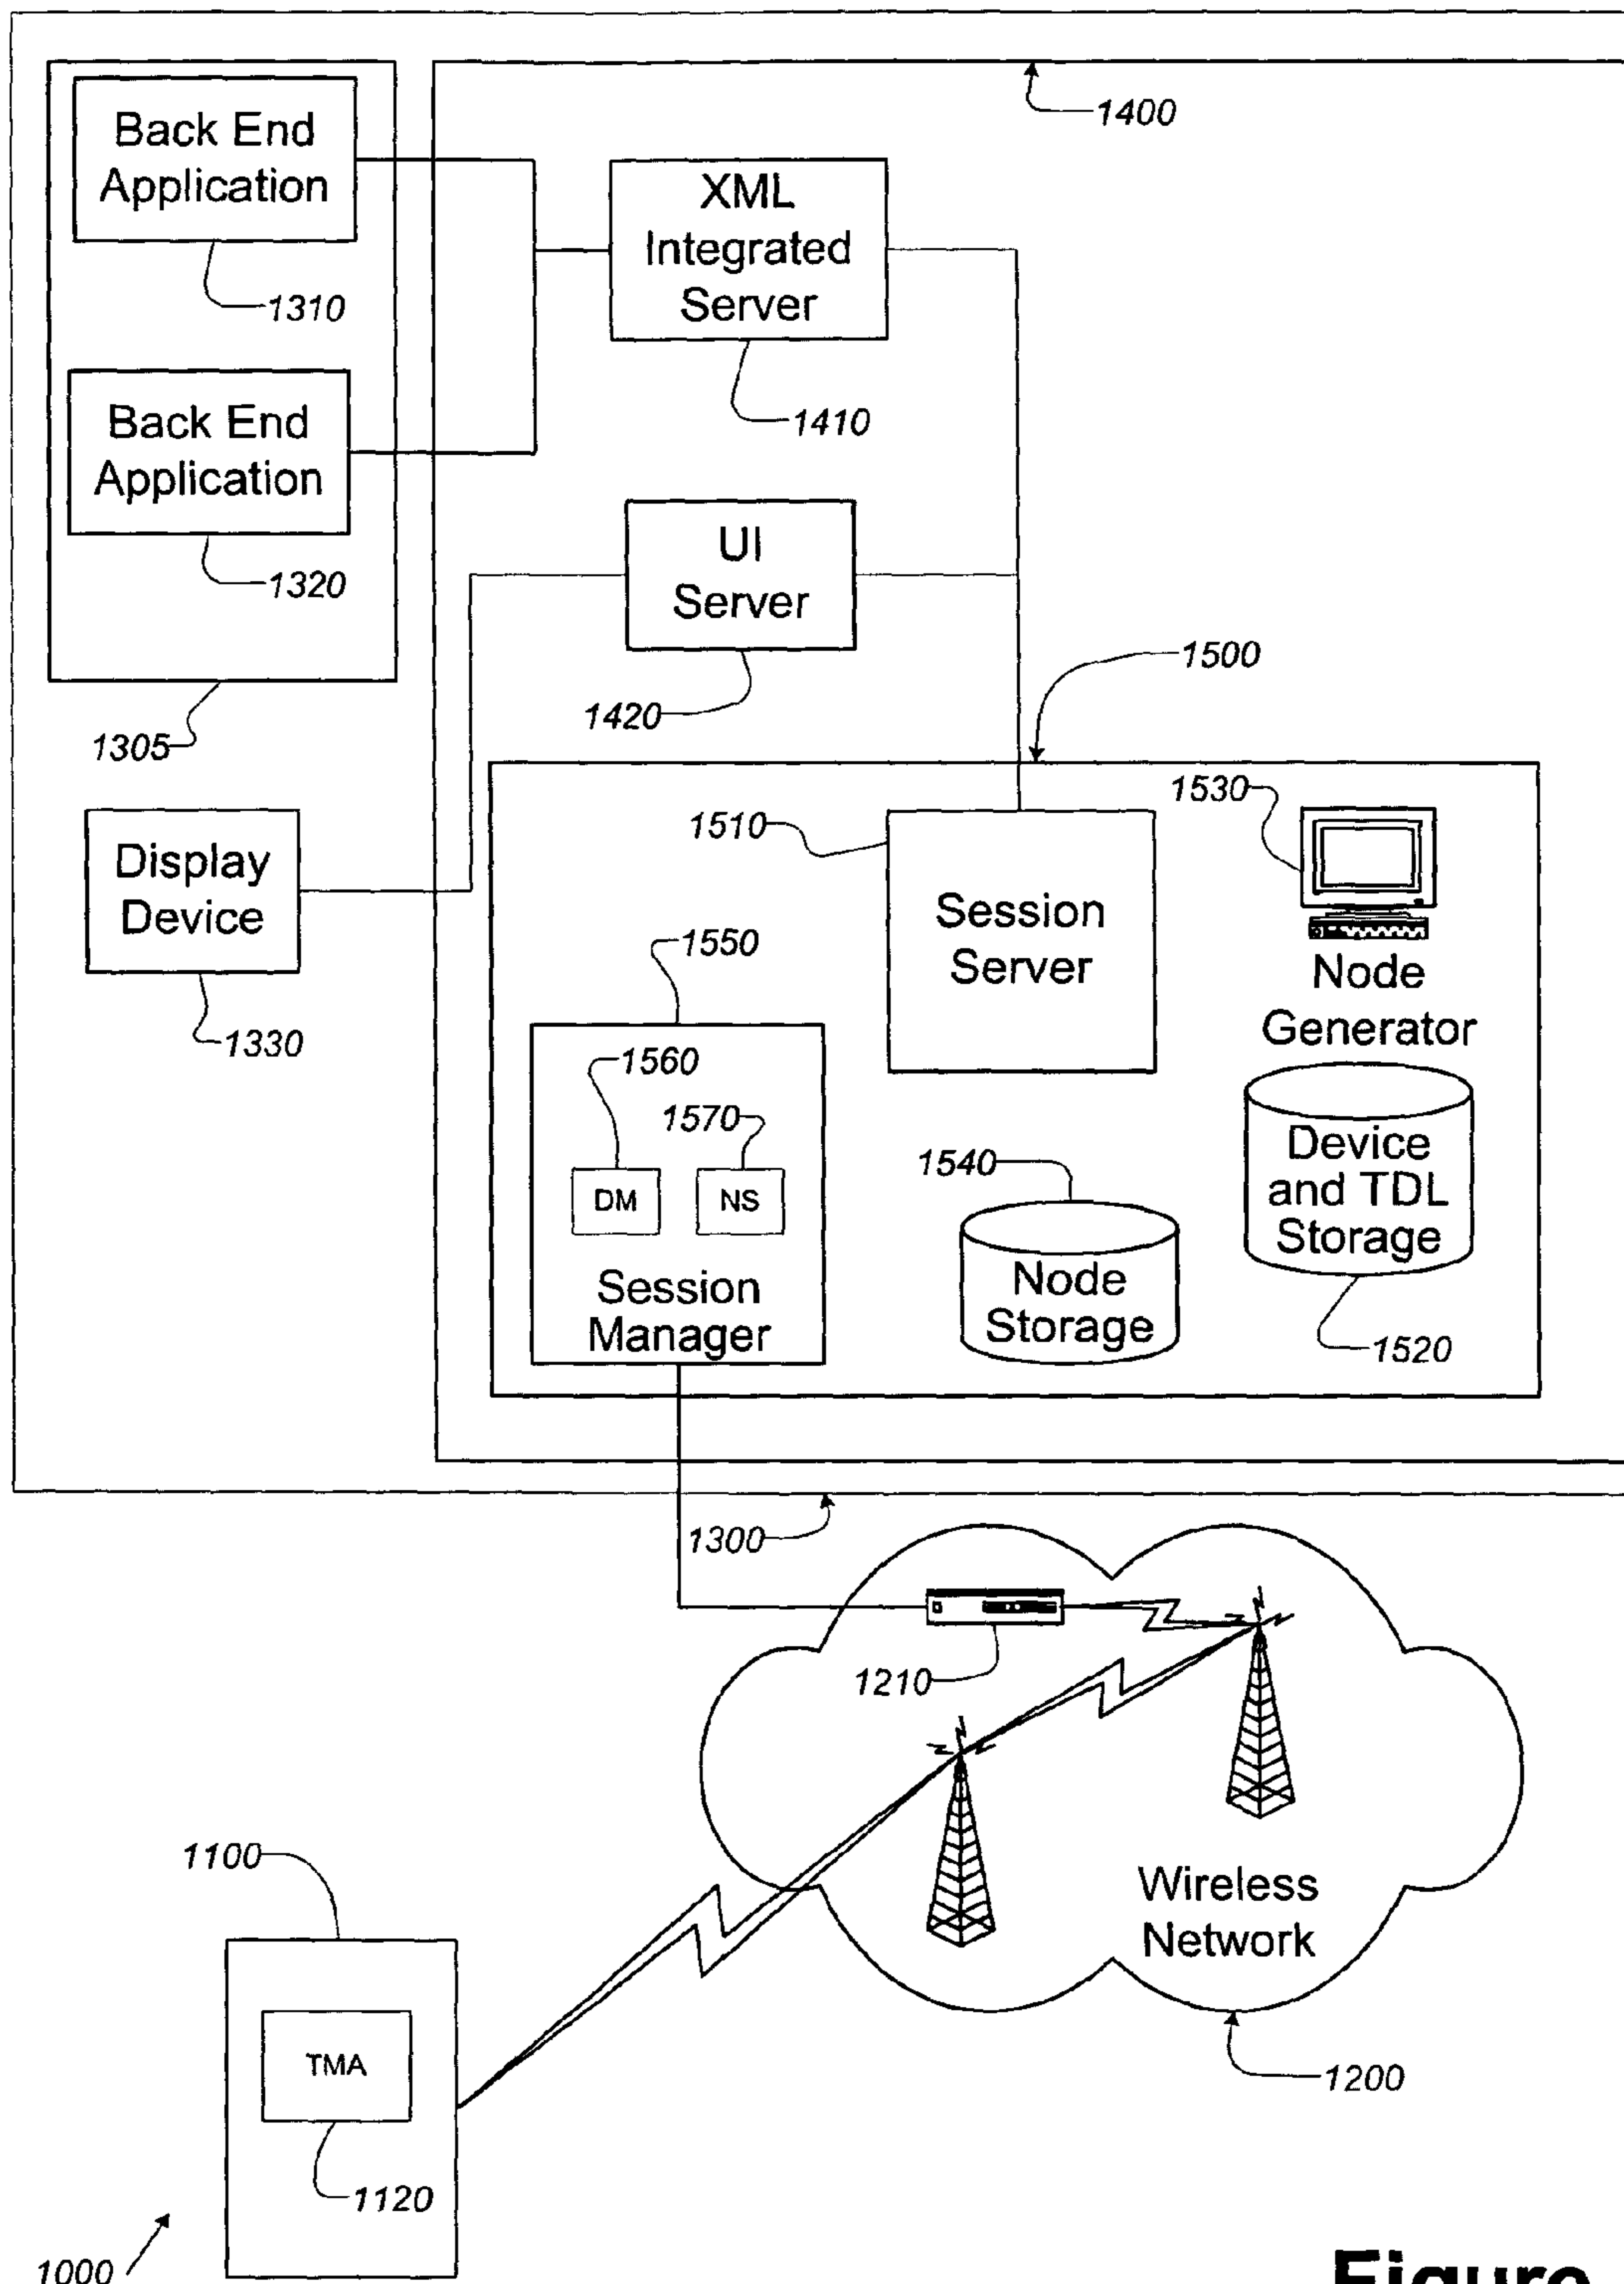 1400
Back End
Application
1310
XML
Integrated
Server
1410
Back End
Application
1320
UI
Server
1420
1305
1500
Display
Device
1330
1510
Session
Server
1530
Node
Generator
1550
1560
1570
DM
NS
Session
Manager
1540
Node
Storage
Device
and TDL
Storage
1520
1300
1210
Wireless
Network
1200
1100
TMA
1120
1000
Figure